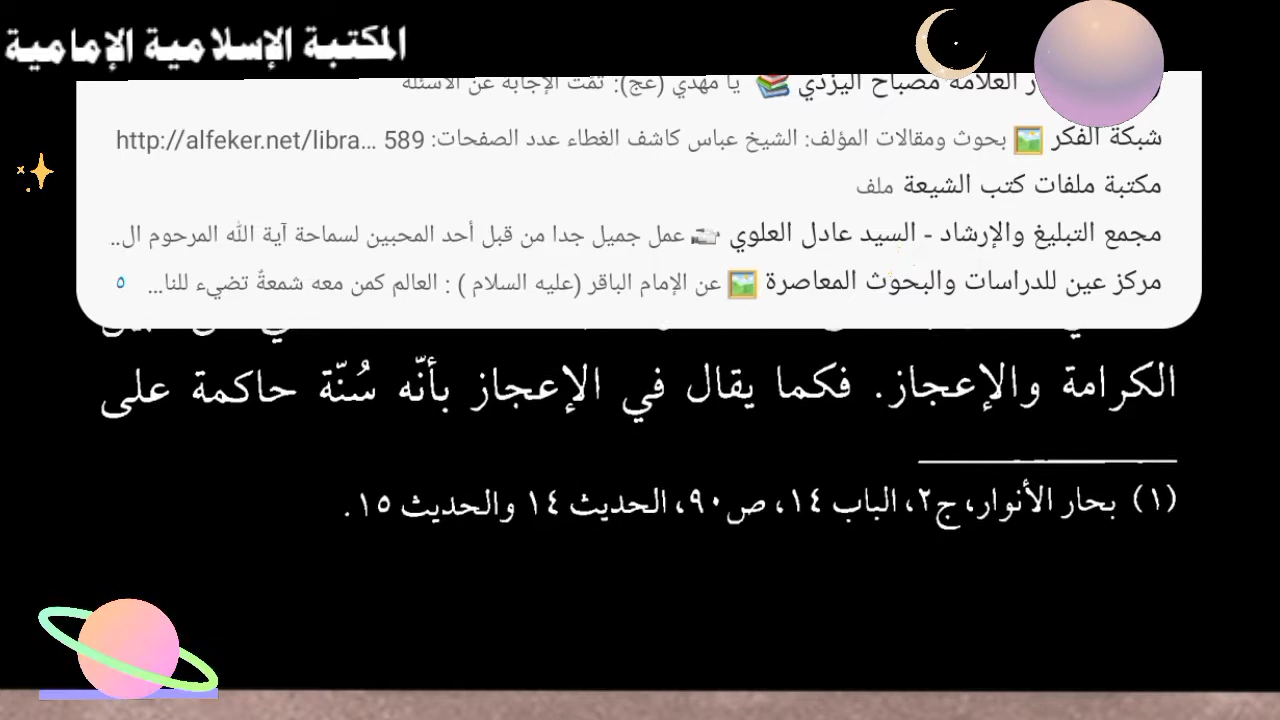 المكتبة الإسلامية الإمامية
ر العلامة مصباح اليزدي 📚 يا مهدي (عج): تمت الإجابة عن الأسئلة
شبكة الفكر 🖼️ بحوث ومقالات المؤلف: الشيخ عباس كاشف الغطاء عدد الصفحات: 589 http://alfeker.net/libra...
مكتبة ملفات كتب الشيعة ملف
مجمع التبليغ والإرشاد - السيد عادل العلوي 📹 عمل جميل جدا من قبل أحد المحبين لسماحة آية الله المرحوم ال..
مركز عين للدراسات والبحوث المعاصرة 🖼️ عن الإمام الباقر (عليه السلام ) : العالم كمن معه شمعةٌ تضيء للنا... ٥
الكرامة والإعجاز. فكما يقال في الإعجاز بأنّه سُنّة حاكمة على
(١) بحار الأنوار، ج٢، الباب ١٤، ص٩٠، الحديث ١٤ والحديث ١٥.